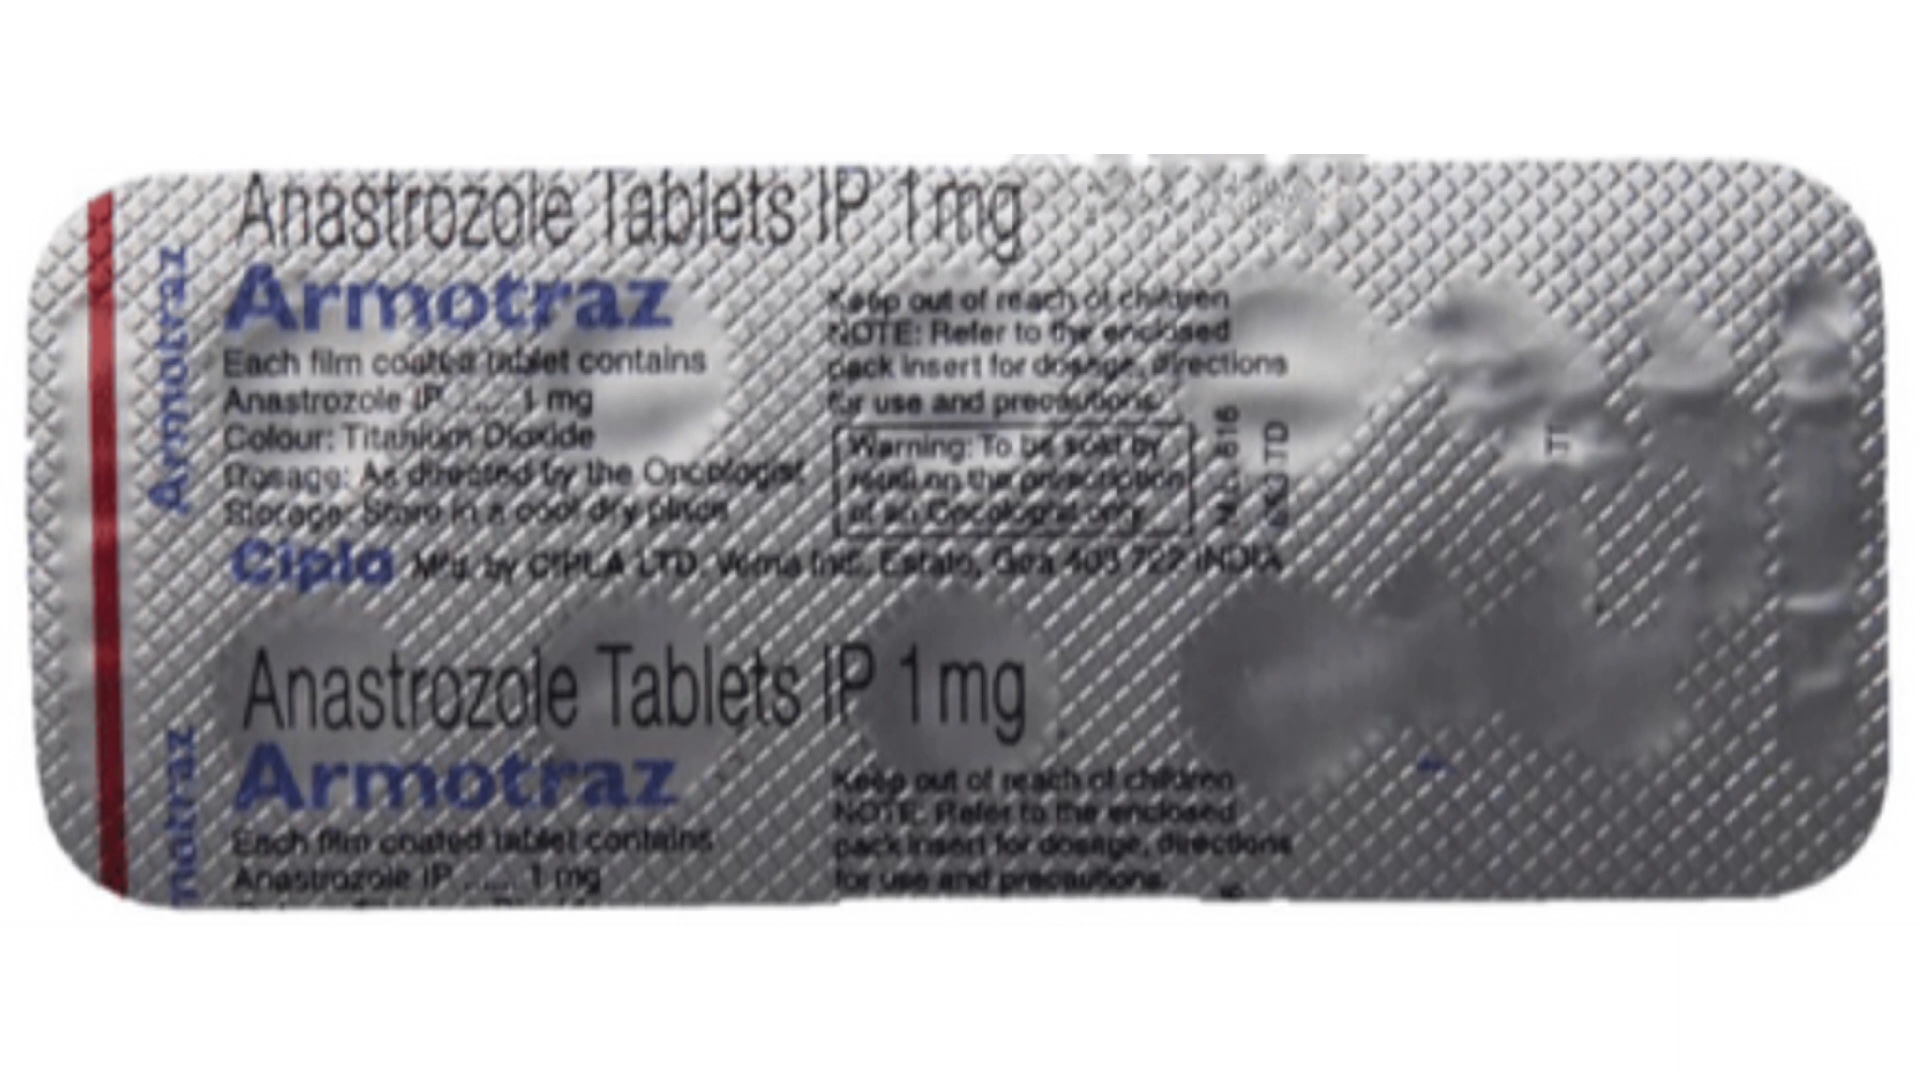 Anastrozole Tablets IP 1mg
Armotraz
Armotraz
Each film coated tablet contains
Anastrozole IP ...... 1 mg
Colour: Titanium Dioxide
Dosage: As directed by the Oncologist
Storage: Store in a cool dry place
Keep out of reach of children
NOTE: Refer to the enclosed
pack insert for dosage, directions
for use and precautions.
Warning: To be sold by
retail on the prescription
of an Oncologist only
Cipla Mfd. by CIPLA LTD. Verna Ind. Estate, Goa 403 722 INDIA
Anastrozole Tablets IP 1mg
Armotraz
motraz
Each film coated tablet contains
Anastrozole IP ...... 1 mg
Keep out of reach of children
NOTE: Refer to the enclosed
pack insert for dosage, directions
for use and precautions.